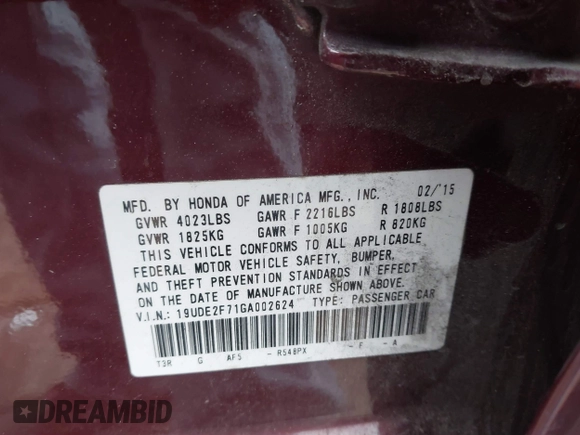 MFD. BY HONDA OF AMERICA MFG., INC. 02/'15
GVWR 4023LBS GAWR F 2216LBS R 1808LBS
GVWR 1825KG GAWR F 1005KG R 820KG
THIS VEHICLE CONFORMS TO ALL APPLICABLE
FEDERAL MOTOR VEHICLE SAFETY, BUMPER,
AND THEFT PREVENTION STANDARDS IN EFFECT
ON THE DATE OF MANUFACTURE SHOWN ABOVE.
V.I.N.: 19UDE2F71GA002624 TYPE: PASSENGER CAR
T3R G AF5 - R548PX - F - A
DREAMBID